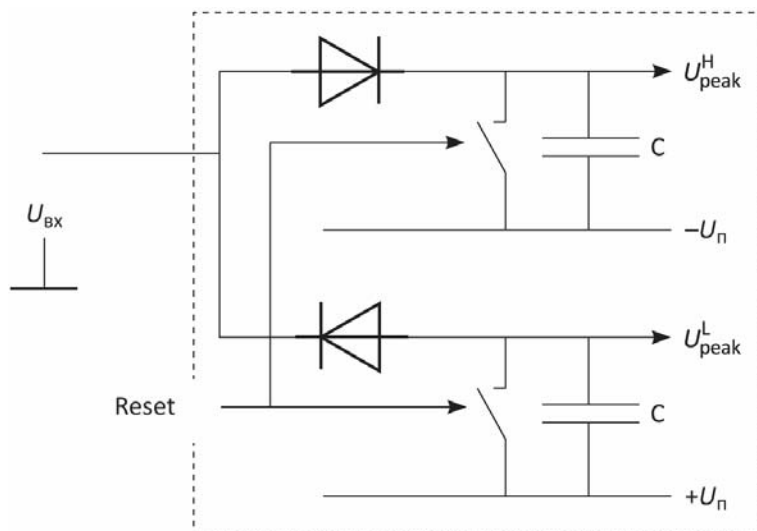 U^H_peak
C
U_вх
−U_п
U^L_peak
Reset
C
+U_п